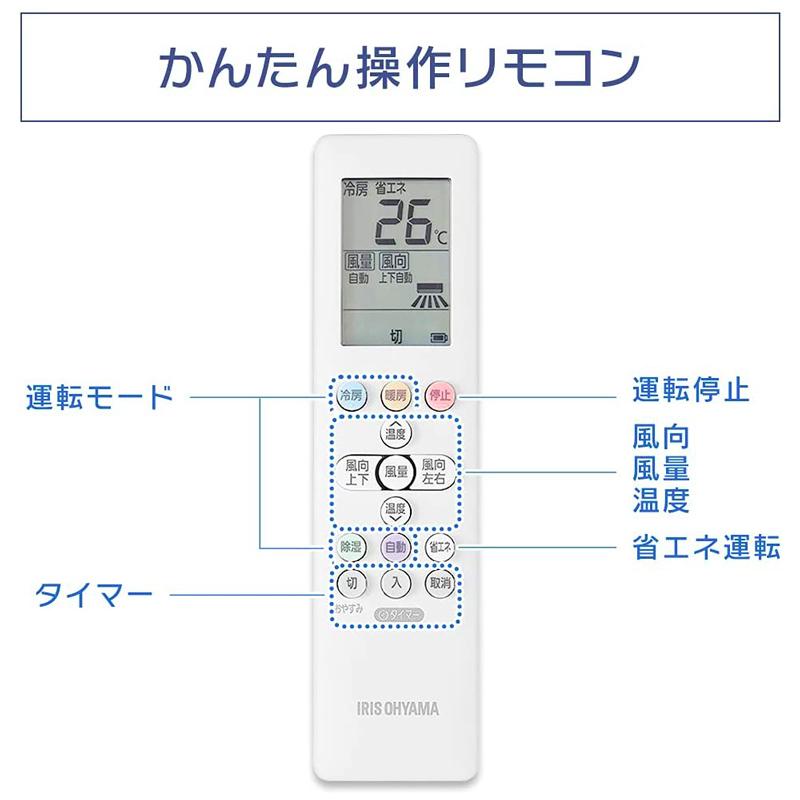 かんたん操作リモコン
冷房 省エネ
26℃
風量 風向
自動 上下自動
切
運転モード
冷房 暖房 停止
運転停止
温度
風向
上下
風量
風向
左右
温度
風向
風量
温度
除湿 自動 省エネ
省エネ運転
タイマー
切 入 取消
おやすみ タイマー
IRIS OHYAMA